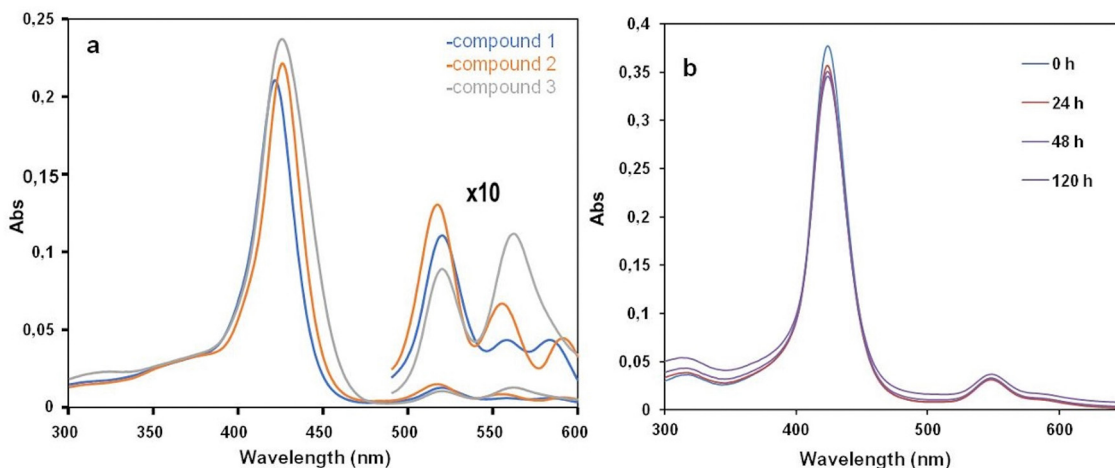 a
-compound 1
-compound 2
-compound 3
x10
0,25
0,2
0,15
0,1
0,05
0
300
350
400
450
500
550
600
Abs
Wavelength (nm)
b
0 h
24 h
48 h
120 h
0,4
0,35
0,3
0,25
0,2
0,15
0,1
0,05
0
300
400
500
600
Abs
Wavelength (nm)